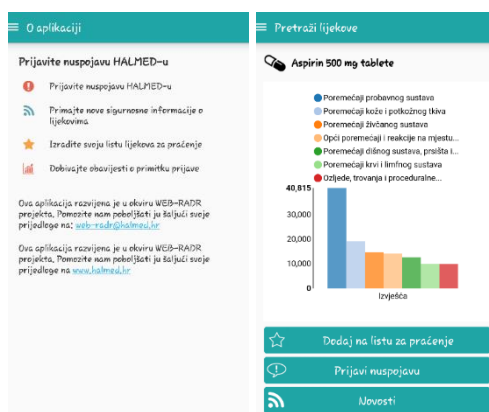 O aplikaciji
Prijavite nuspojavu HALMED-u
Prijavite nuspojavu HALMED-u
Primajte nove sigurnosne informacije o
lijekovima
Izradite svoju listu lijekova za praćenje
Dobivajte obavijesti o primitku prijave
Ova aplikacija razvijena je u okviru WEB-RADR
projekta. Pomozite nam poboljšati ju šaljući svoje
prijedloge na: web-radr@halmed.hr
Ova aplikacija razvijena je u okviru WEB-RADR
projekta. Pomozite nam poboljšati ju šaljući svoje
prijedloge na www.halmed.hr
Pretraži lijekove
Aspirin 500 mg tablete
Poremećaji probavnog sustava
Poremećaji kože i potkožnog tkiva
Poremećaji živčanog sustava
Opći poremećaji i reakcije na mjestu...
Poremećaji dišnog sustava, prsišta i...
Poremećaji krvi i limfnog sustava
Ozljede, trovanja i proceduralne...
40,815
30,000
20,000
10,000
0
Izvješća
Dodaj na listu za praćenje
Prijavi nuspojavu
Novosti